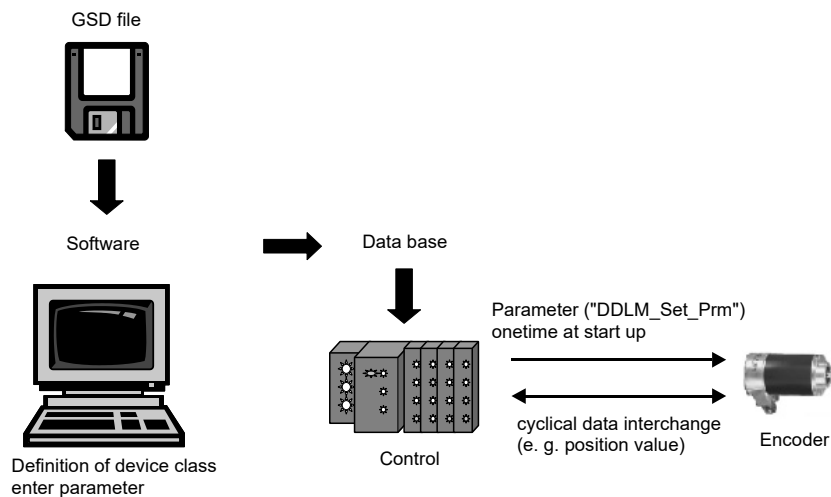 GSD file
Software
Data base
Parameter ("DDLM_Set_Prm")
onetime at start up
cyclical data interchange
(e. g. position value)
Encoder
Control
Definition of device class
enter parameter